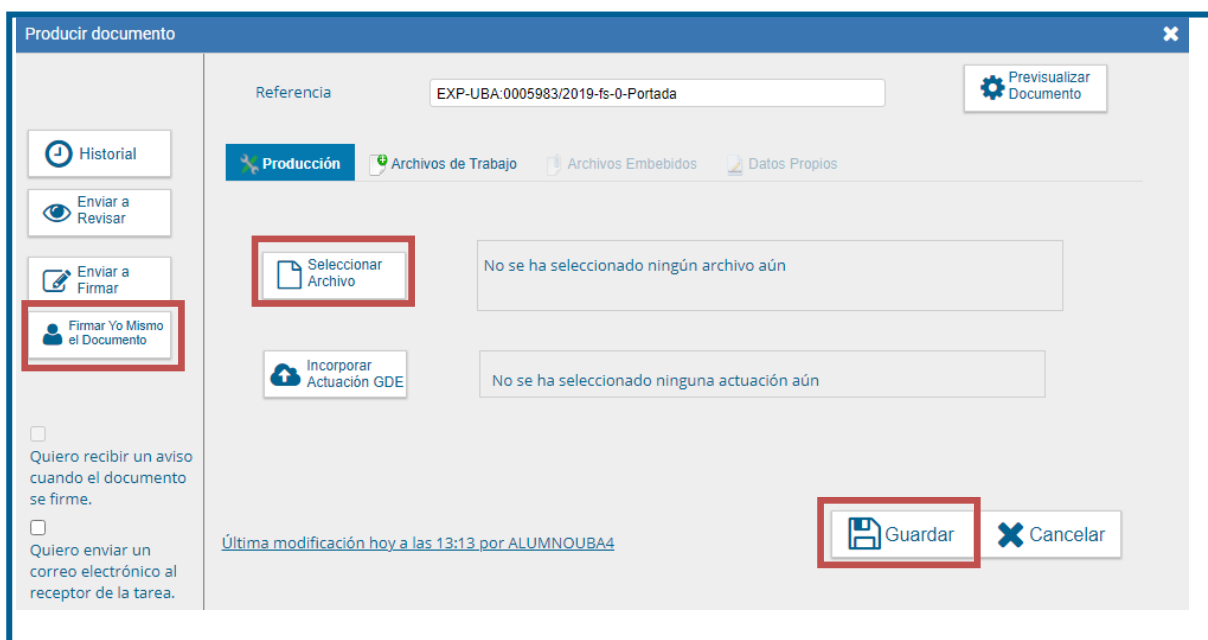 Producir documento
Referencia
EXP-UBA:0005983/2019-fs-0-Portada
Previsualizar
Documento
Historial
Enviar a
Revisar
Enviar a
Firmar
Firmar Yo Mismo
el Documento
Quiero recibir un aviso
cuando el documento
se firme.
Quiero enviar un
correo electrónico al
receptor de la tarea.
Producción
Archivos de Trabajo
Archivos Embebidos
Datos Propios
Seleccionar
Archivo
No se ha seleccionado ningún archivo aún
Incorporar
Actuación GDE
No se ha seleccionado ninguna actuación aún
Última modificación hoy a las 13:13 por ALUMNOUBA4
Guardar
Cancelar